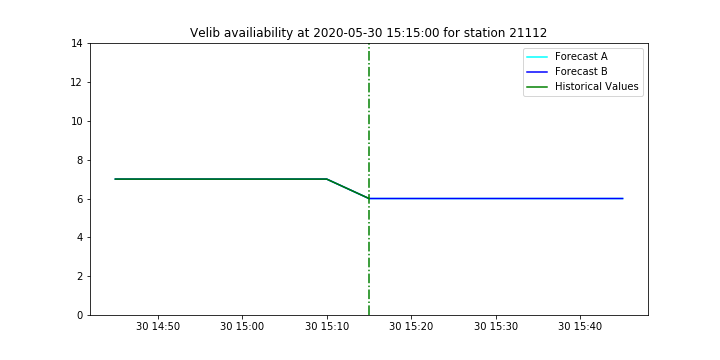 Velib availiability at 2020-05-30 15:15:00 for station 21112
14
12
10
8
6
4
2
0
Forecast A
Forecast B
Historical Values
30 14:50 30 15:00 30 15:10 30 15:20 30 15:30 30 15:40